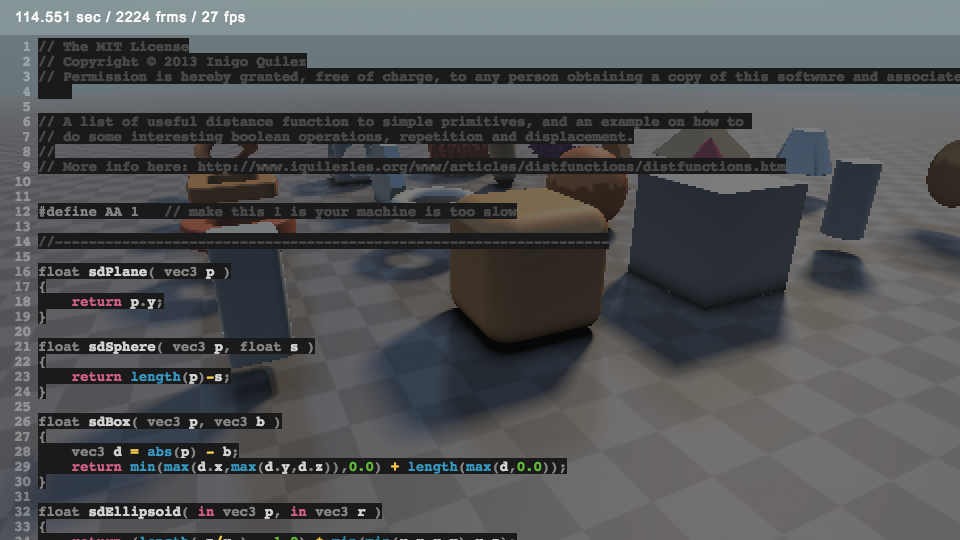 114.551 sec / 2224 frms / 27 fps
1 // The MIT License
2 // Copyright © 2013 Inigo Quilez
3 // Permission is hereby granted, free of charge, to any person obtaining a copy of this software and associate
4
5
6 // A list of useful distance function to simple primitives, and an example on how to
7 // do some interesting boolean operations, repetition and displacement.
8 //
9 // More info here: http://www.iquilezles.org/www/articles/distfunctions/distfunctions.htm
10
11
12 #define AA 1   // make this 1 is your machine is too slow
13
14 //------------------------------------------------------------------
15
16 float sdPlane( vec3 p )
17 {
18     return p.y;
19 }
20
21 float sdSphere( vec3 p, float s )
22 {
23     return length(p)-s;
24 }
25
26 float sdBox( vec3 p, vec3 b )
27 {
28     vec3 d = abs(p) - b;
29     return min(max(d.x,max(d.y,d.z)),0.0) + length(max(d,0.0));
30 }
31
32 float sdEllipsoid( in vec3 p, in vec3 r )
33 {
34